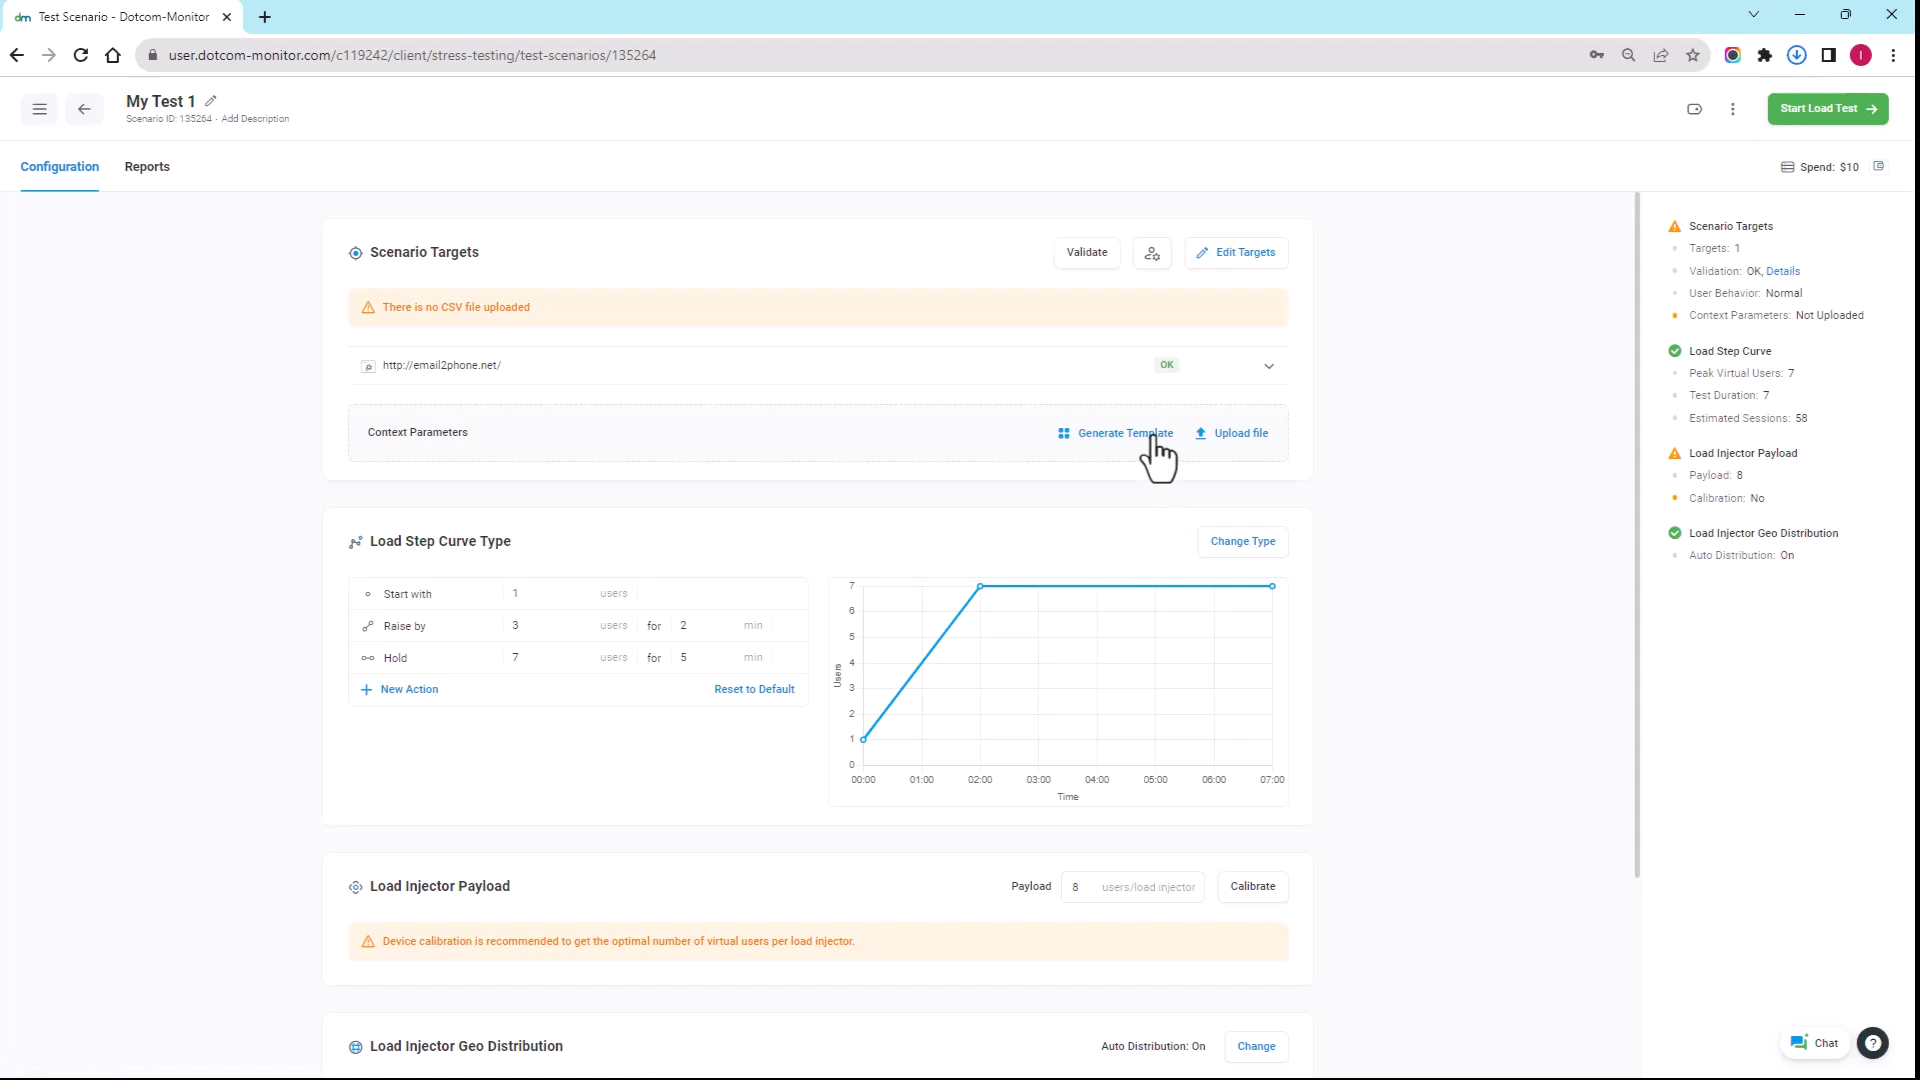 Test Scenario - Dotcom-Monitor
user.dotcom-monitor.com/c119242/client/stress-testing/test-scenarios/135264
My Test 1
Scenario ID: 135264 - Add Description
Start Load Test
Configuration
Reports
Spend: $10
Scenario Targets
Validate
Edit Targets
There is no CSV file uploaded
http://email2phone.net/
OK
Context Parameters
Generate Template
Upload file
Load Step Curve Type
Change Type
Start with 1 users
Raise by 3 users for 2 min
Hold 7 users for 5 min
New Action
Reset to Default
7
6
5
4
3
2
1
0
Users
00:00 01:00 02:00 03:00 04:00 05:00 06:00 07:00
Time
Load Injector Payload
Payload 8 users/load injector
Calibrate
Device calibration is recommended to get the optimal number of virtual users per load injector.
Load Injector Geo Distribution
Auto Distribution: On
Change
Scenario Targets
Targets: 1
Validation: OK, Details
User Behavior: Normal
Context Parameters: Not Uploaded
Load Step Curve
Peak Virtual Users: 7
Test Duration: 7
Estimated Sessions: 58
Load Injector Payload
Payload: 8
Calibration: No
Load Injector Geo Distribution
Auto Distribution: On
Chat